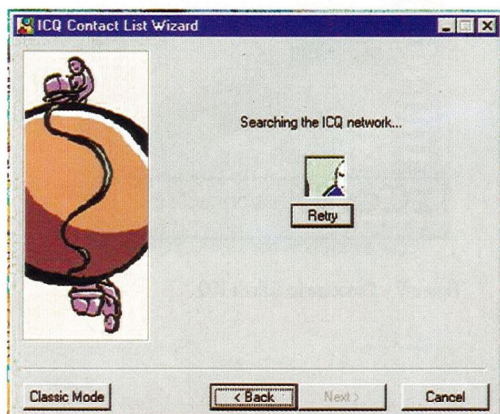 ICQ Contact List Wizard
Searching the ICQ network...
Retry
Classic Mode
< Back
Next >
Cancel